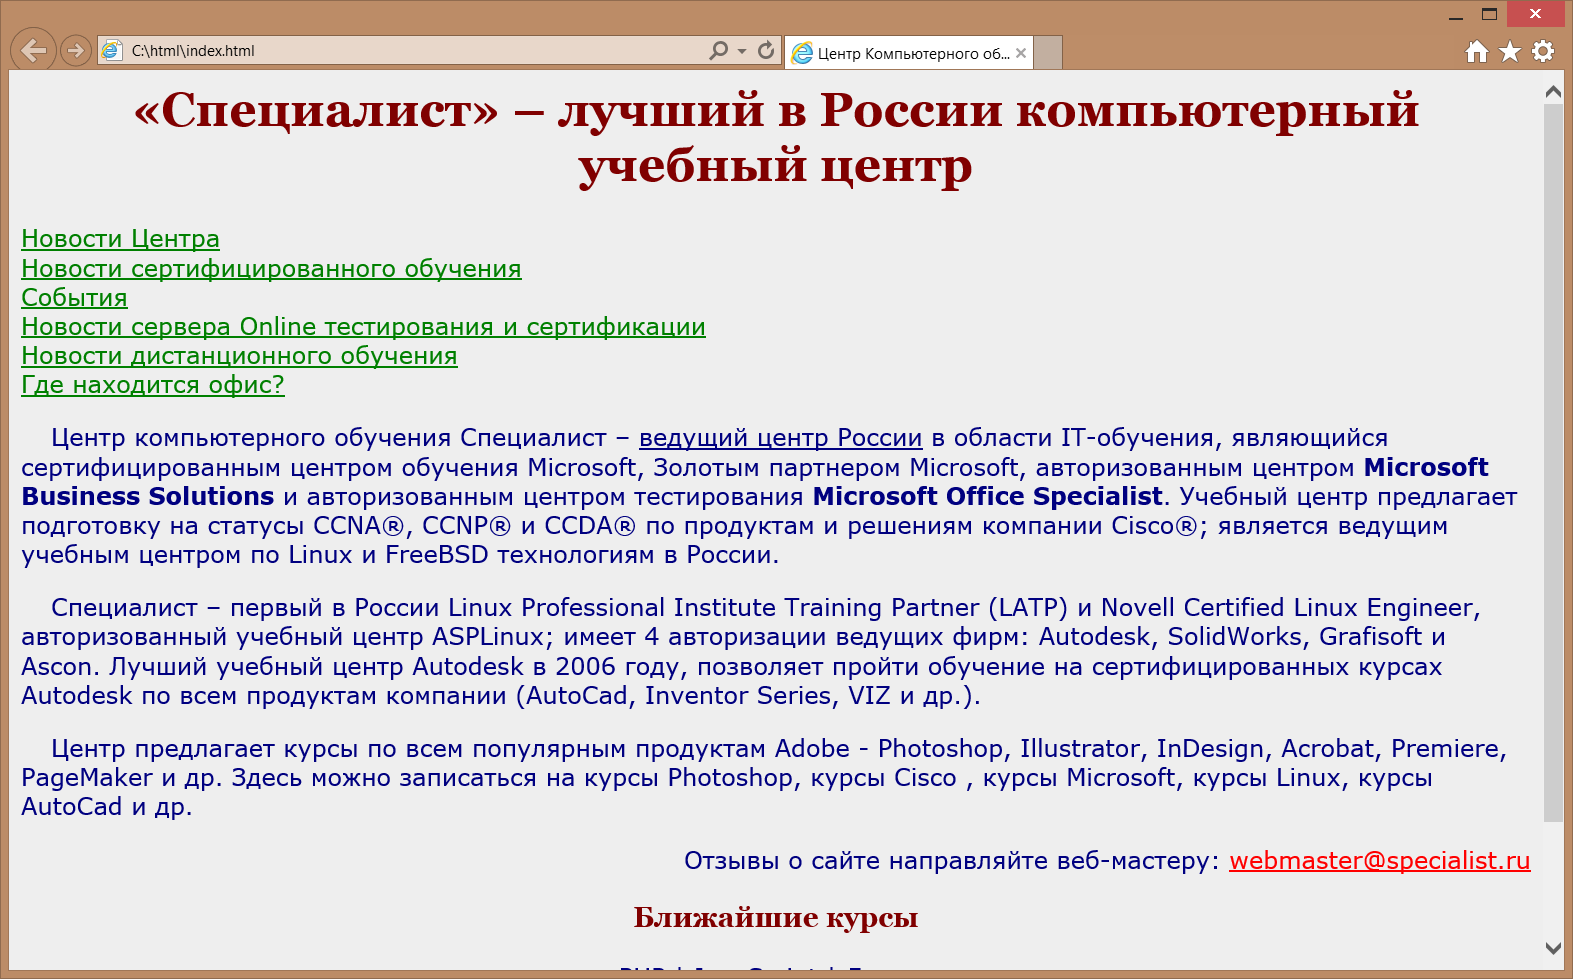 C:\html\index.html
Центр Компьютерного об...
«Специалист» – лучший в России компьютерный
учебный центр
Новости Центра
Новости сертифицированного обучения
События
Новости сервера Online тестирования и сертификации
Новости дистанционного обучения
Где находится офис?
Центр компьютерного обучения Специалист – ведущий центр России в области IT-обучения, являющийся
сертифицированным центром обучения Microsoft, Золотым партнером Microsoft, авторизованным центром Microsoft
Business Solutions и авторизованным центром тестирования Microsoft Office Specialist. Учебный центр предлагает
подготовку на статусы CCNA®, CCNP® и CCDA® по продуктам и решениям компании Cisco®; является ведущим
учебным центром по Linux и FreeBSD технологиям в России.
Специалист – первый в России Linux Professional Institute Training Partner (LATP) и Novell Certified Linux Engineer,
авторизованный учебный центр ASPLinux; имеет 4 авторизации ведущих фирм: Autodesk, SolidWorks, Grafisoft и
Ascon. Лучший учебный центр Autodesk в 2006 году, позволяет пройти обучение на сертифицированных курсах
Autodesk по всем продуктам компании (AutoCad, Inventor Series, VIZ и др.).
Центр предлагает курсы по всем популярным продуктам Adobe - Photoshop, Illustrator, InDesign, Acrobat, Premiere,
PageMaker и др. Здесь можно записаться на курсы Photoshop, курсы Cisco , курсы Microsoft, курсы Linux, курсы
AutoCad и др.
Отзывы о сайте направляйте веб-мастеру: webmaster@specialist.ru
Ближайшие курсы